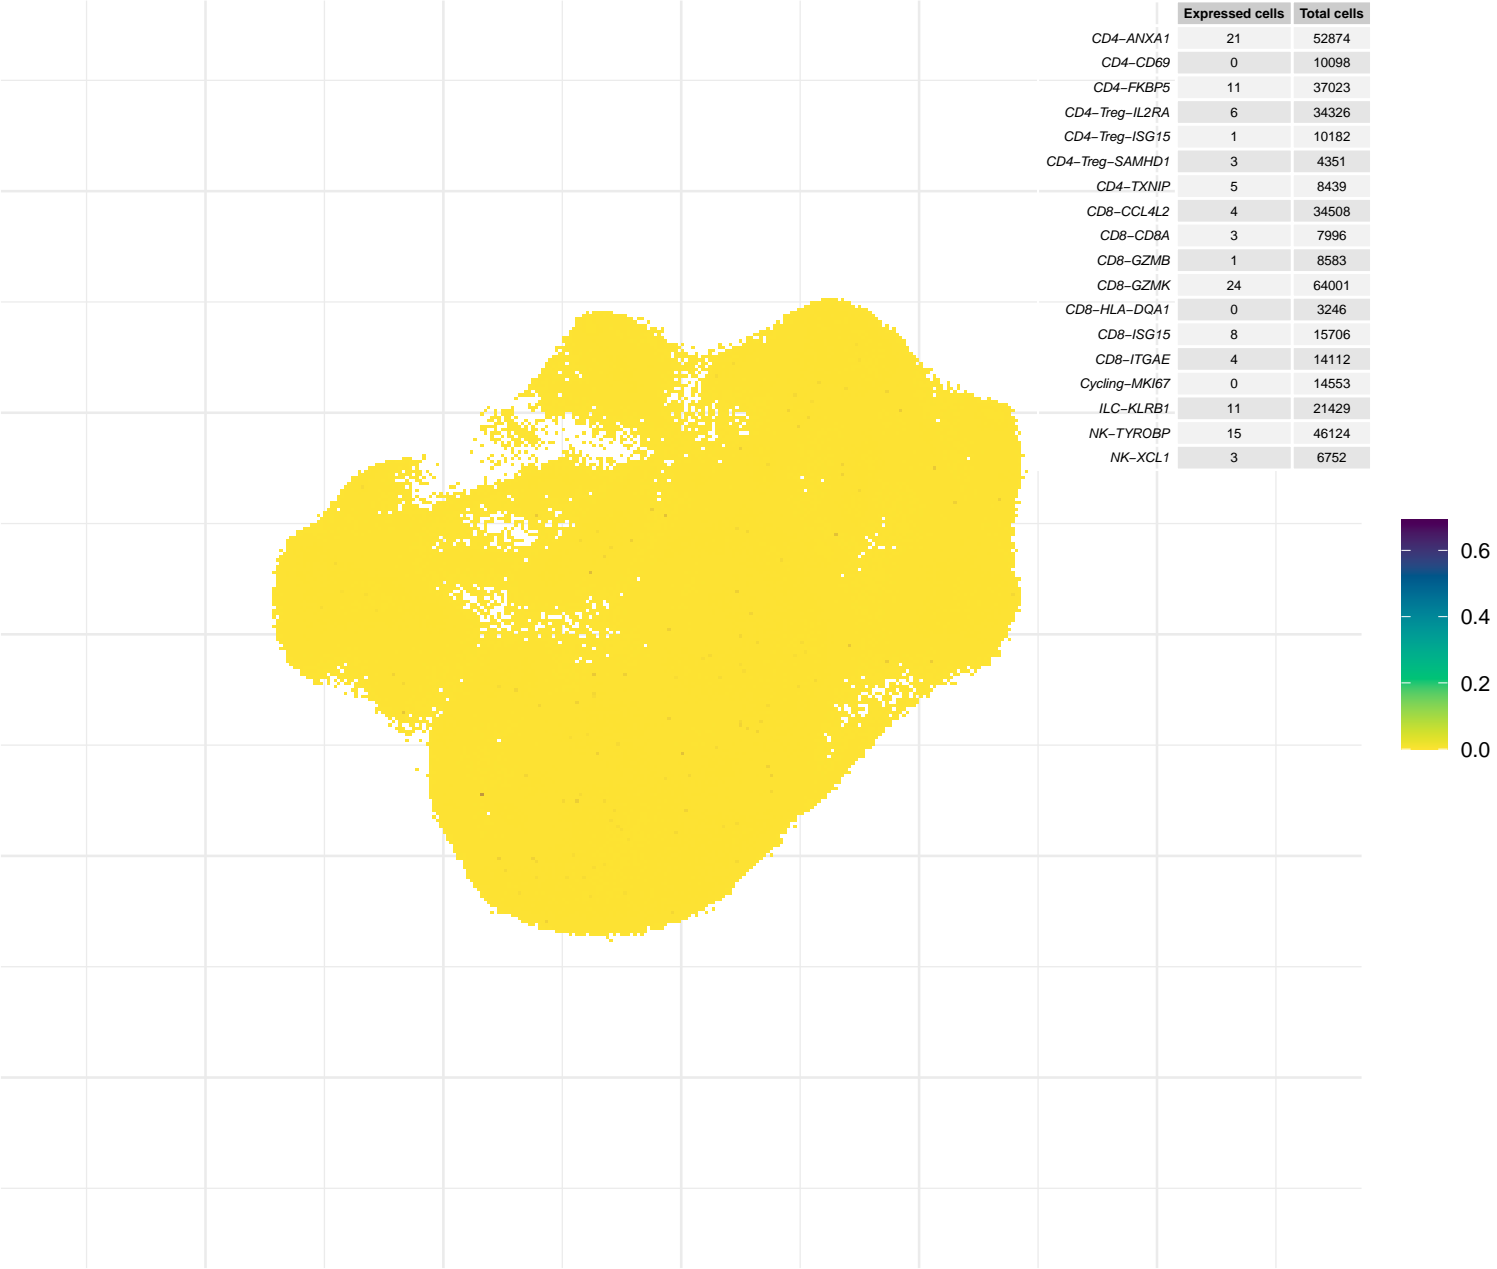 Expressed cells Total cells
CD4−ANXA1 21 52874
CD4−CD69 0 10098
CD4−FKBP5 11 37023
CD4−Treg−IL2RA 6 34326
CD4−Treg−ISG15 1 10182
CD4−Treg−SAMHD1 3 4351
CD4−TXNIP 5 8439
CD8−CCL4L2 4 34508
CD8−CD8A 3 7996
CD8−GZMB 1 8583
CD8−GZMK 24 64001
CD8−HLA−DQA1 0 3246
CD8−ISG15 8 15706
CD8−ITGAE 4 14112
Cycling−MKI67 0 14553
ILC−KLRB1 11 21429
NK−TYROBP 15 46124
NK−XCL1 3 6752
0.6
0.4
0.2
0.0